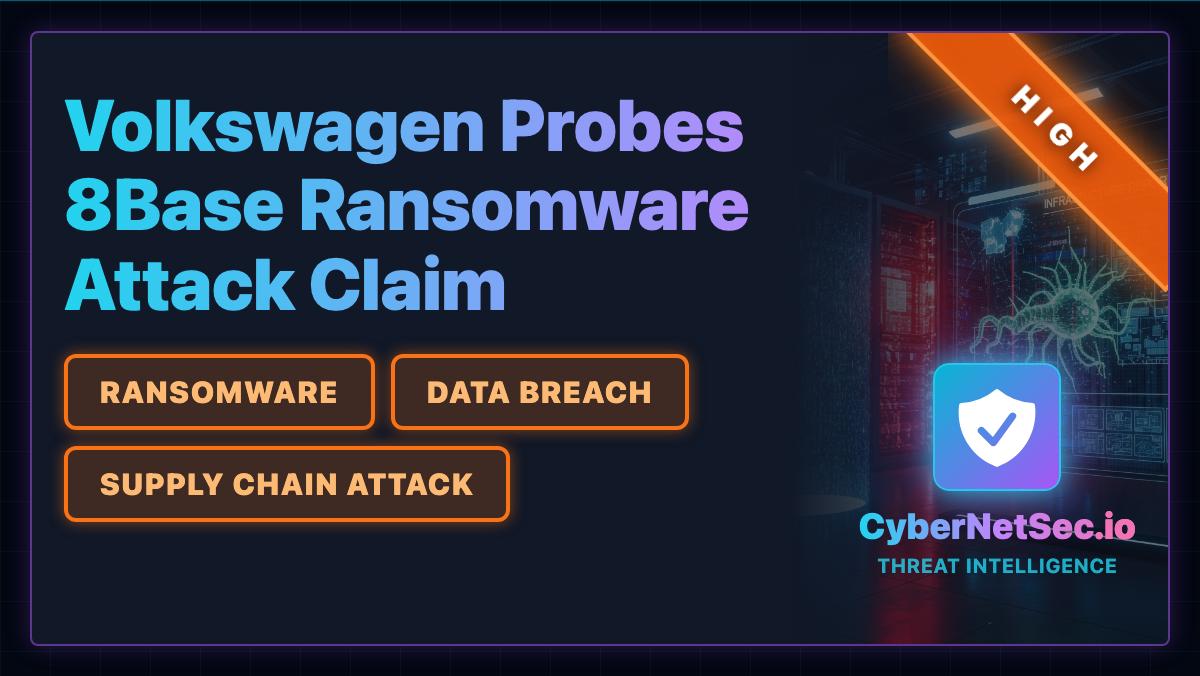 Volkswagen Probes
8Base Ransomware
Attack Claim
HIGH
RANSOMWARE
DATA BREACH
SUPPLY CHAIN ATTACK
CyberNetSec.io
THREAT INTELLIGENCE